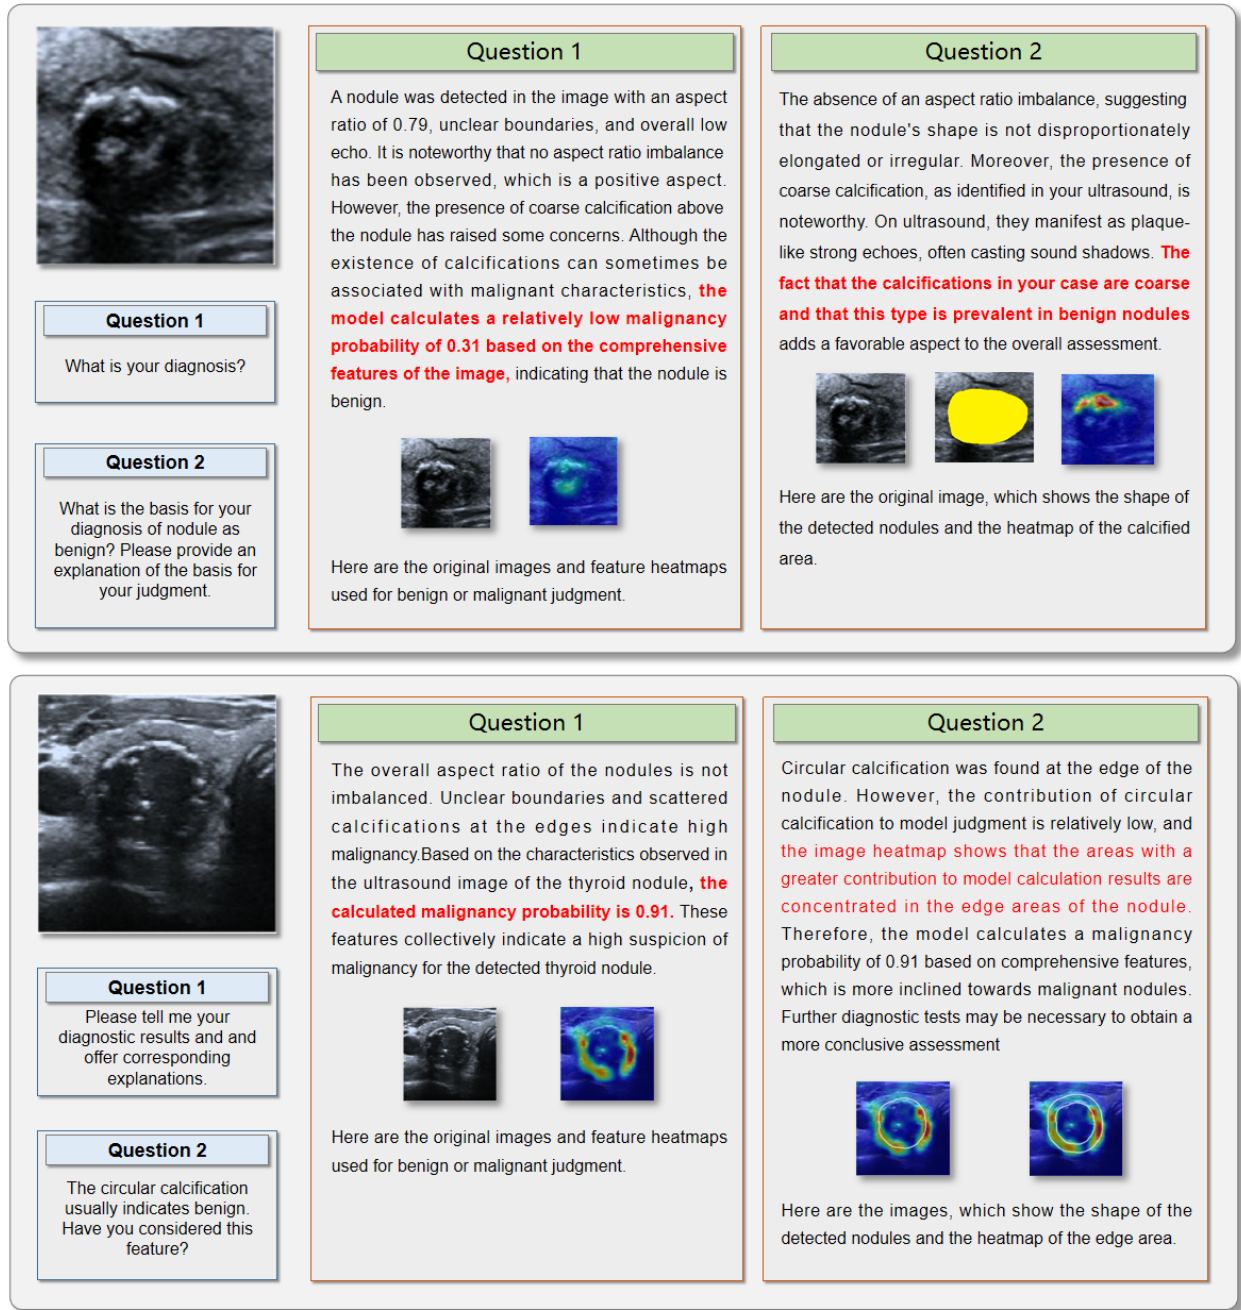 Question 1
What is your diagnosis?
Question 2
What is the basis for your
diagnosis of nodule as
benign? Please provide an
explanation of the basis for
your judgment.
Question 1
A nodule was detected in the image with an aspect
ratio of 0.79, unclear boundaries, and overall low
echo. It is noteworthy that no aspect ratio imbalance
has been observed, which is a positive aspect.
However, the presence of coarse calcification above
the nodule has raised some concerns. Although the
existence of calcifications can sometimes be
associated with malignant characteristics, the
model calculates a relatively low malignancy
probability of 0.31 based on the comprehensive
features of the image, indicating that the nodule is
benign.
Here are the original images and feature heatmaps
used for benign or malignant judgment.
Question 2
The absence of an aspect ratio imbalance, suggesting
that the nodule's shape is not disproportionately
elongated or irregular. Moreover, the presence of
coarse calcification, as identified in your ultrasound, is
noteworthy. On ultrasound, they manifest as plaque-
like strong echoes, often casting sound shadows. The
fact that the calcifications in your case are coarse
and that this type is prevalent in benign nodules
adds a favorable aspect to the overall assessment.
Here are the original image, which shows the shape of
the detected nodules and the heatmap of the calcified
area.
Question 1
Please tell me your
diagnostic results and and
offer corresponding
explanations.
Question 2
The circular calcification
usually indicates benign.
Have you considered this
feature?
Question 1
The overall aspect ratio of the nodules is not
imbalanced. Unclear boundaries and scattered
calcifications at the edges indicate high
malignancy.Based on the characteristics observed in
the ultrasound image of the thyroid nodule, the
calculated malignancy probability is 0.91. These
features collectively indicate a high suspicion of
malignancy for the detected thyroid nodule.
Here are the original images and feature heatmaps
used for benign or malignant judgment.
Question 2
Circular calcification was found at the edge of the
nodule. However, the contribution of circular
calcification to model judgment is relatively low, and
the image heatmap shows that the areas with a
greater contribution to model calculation results are
concentrated in the edge areas of the nodule.
Therefore, the model calculates a malignancy
probability of 0.91 based on comprehensive features,
which is more inclined towards malignant nodules.
Further diagnostic tests may be necessary to obtain a
more conclusive assessment
Here are the images, which show the shape of the
detected nodules and the heatmap of the edge area.